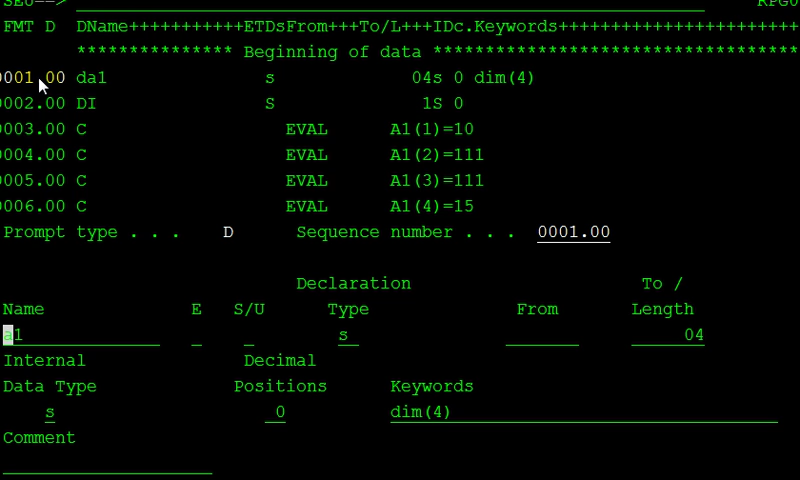 SEU==> RPG0
FMT D  DName+++++++++++ETDsFrom+++To/L+++IDc.Keywords+++++++++++++++++++++++
*************** Beginning of data ***********************************
0001.00 da1               s             04s 0 dim(4)
0002.00 DI                S              1S 0
0003.00 C                   EVAL      A1(1)=10
0004.00 C                   EVAL      A1(2)=111
0005.00 C                   EVAL      A1(3)=111
0006.00 C                   EVAL      A1(4)=15
Prompt type . . .    D      Sequence number . . .  0001.00
Declaration To /
Name E S/U Type From Length
a1 s 04
Internal Decimal
Data Type Positions Keywords
s 0 dim(4)
Comment